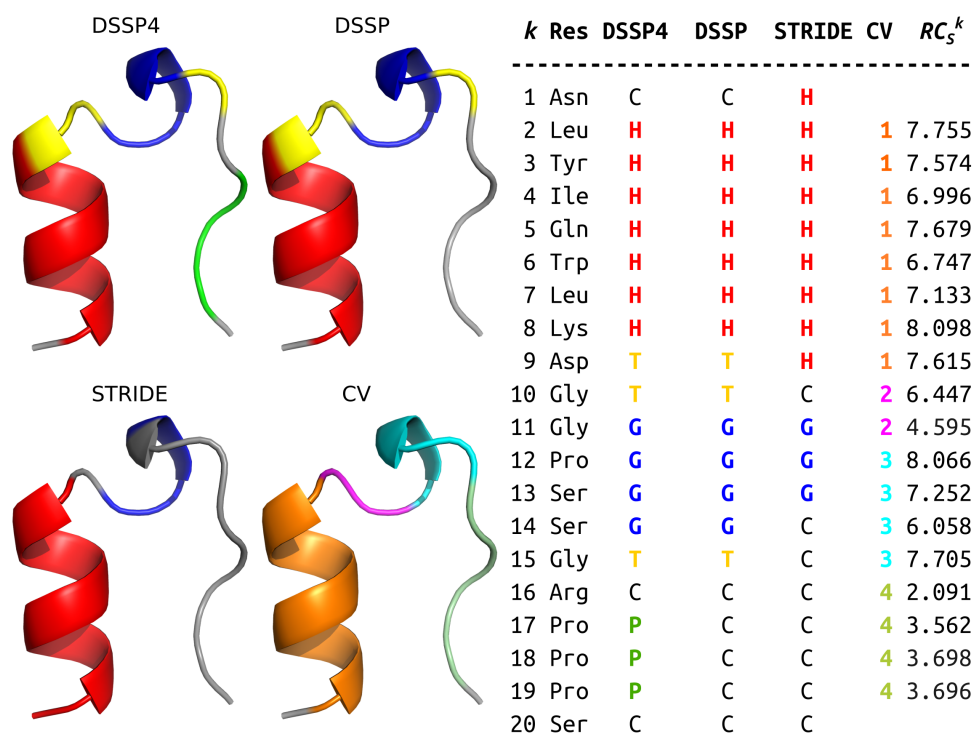 DSSP4 DSSP
STRIDE CV
k Res DSSP4 DSSP STRIDE CV RC_S^k
--------------------------------------------
1 Asn C C H
2 Leu H H H 1 7.755
3 Tyr H H H 1 7.574
4 Ile H H H 1 6.996
5 Gln H H H 1 7.679
6 Trp H H H 1 6.747
7 Leu H H H 1 7.133
8 Lys H H H 1 8.098
9 Asp T T H 1 7.615
10 Gly T T C 2 6.447
11 Gly G G G 2 4.595
12 Pro G G G 3 8.066
13 Ser G G G 3 7.252
14 Ser G G C 3 6.058
15 Gly T T C 3 7.705
16 Arg C C C 4 2.091
17 Pro P C C 4 3.562
18 Pro P C C 4 3.698
19 Pro P C C 4 3.696
20 Ser C C C